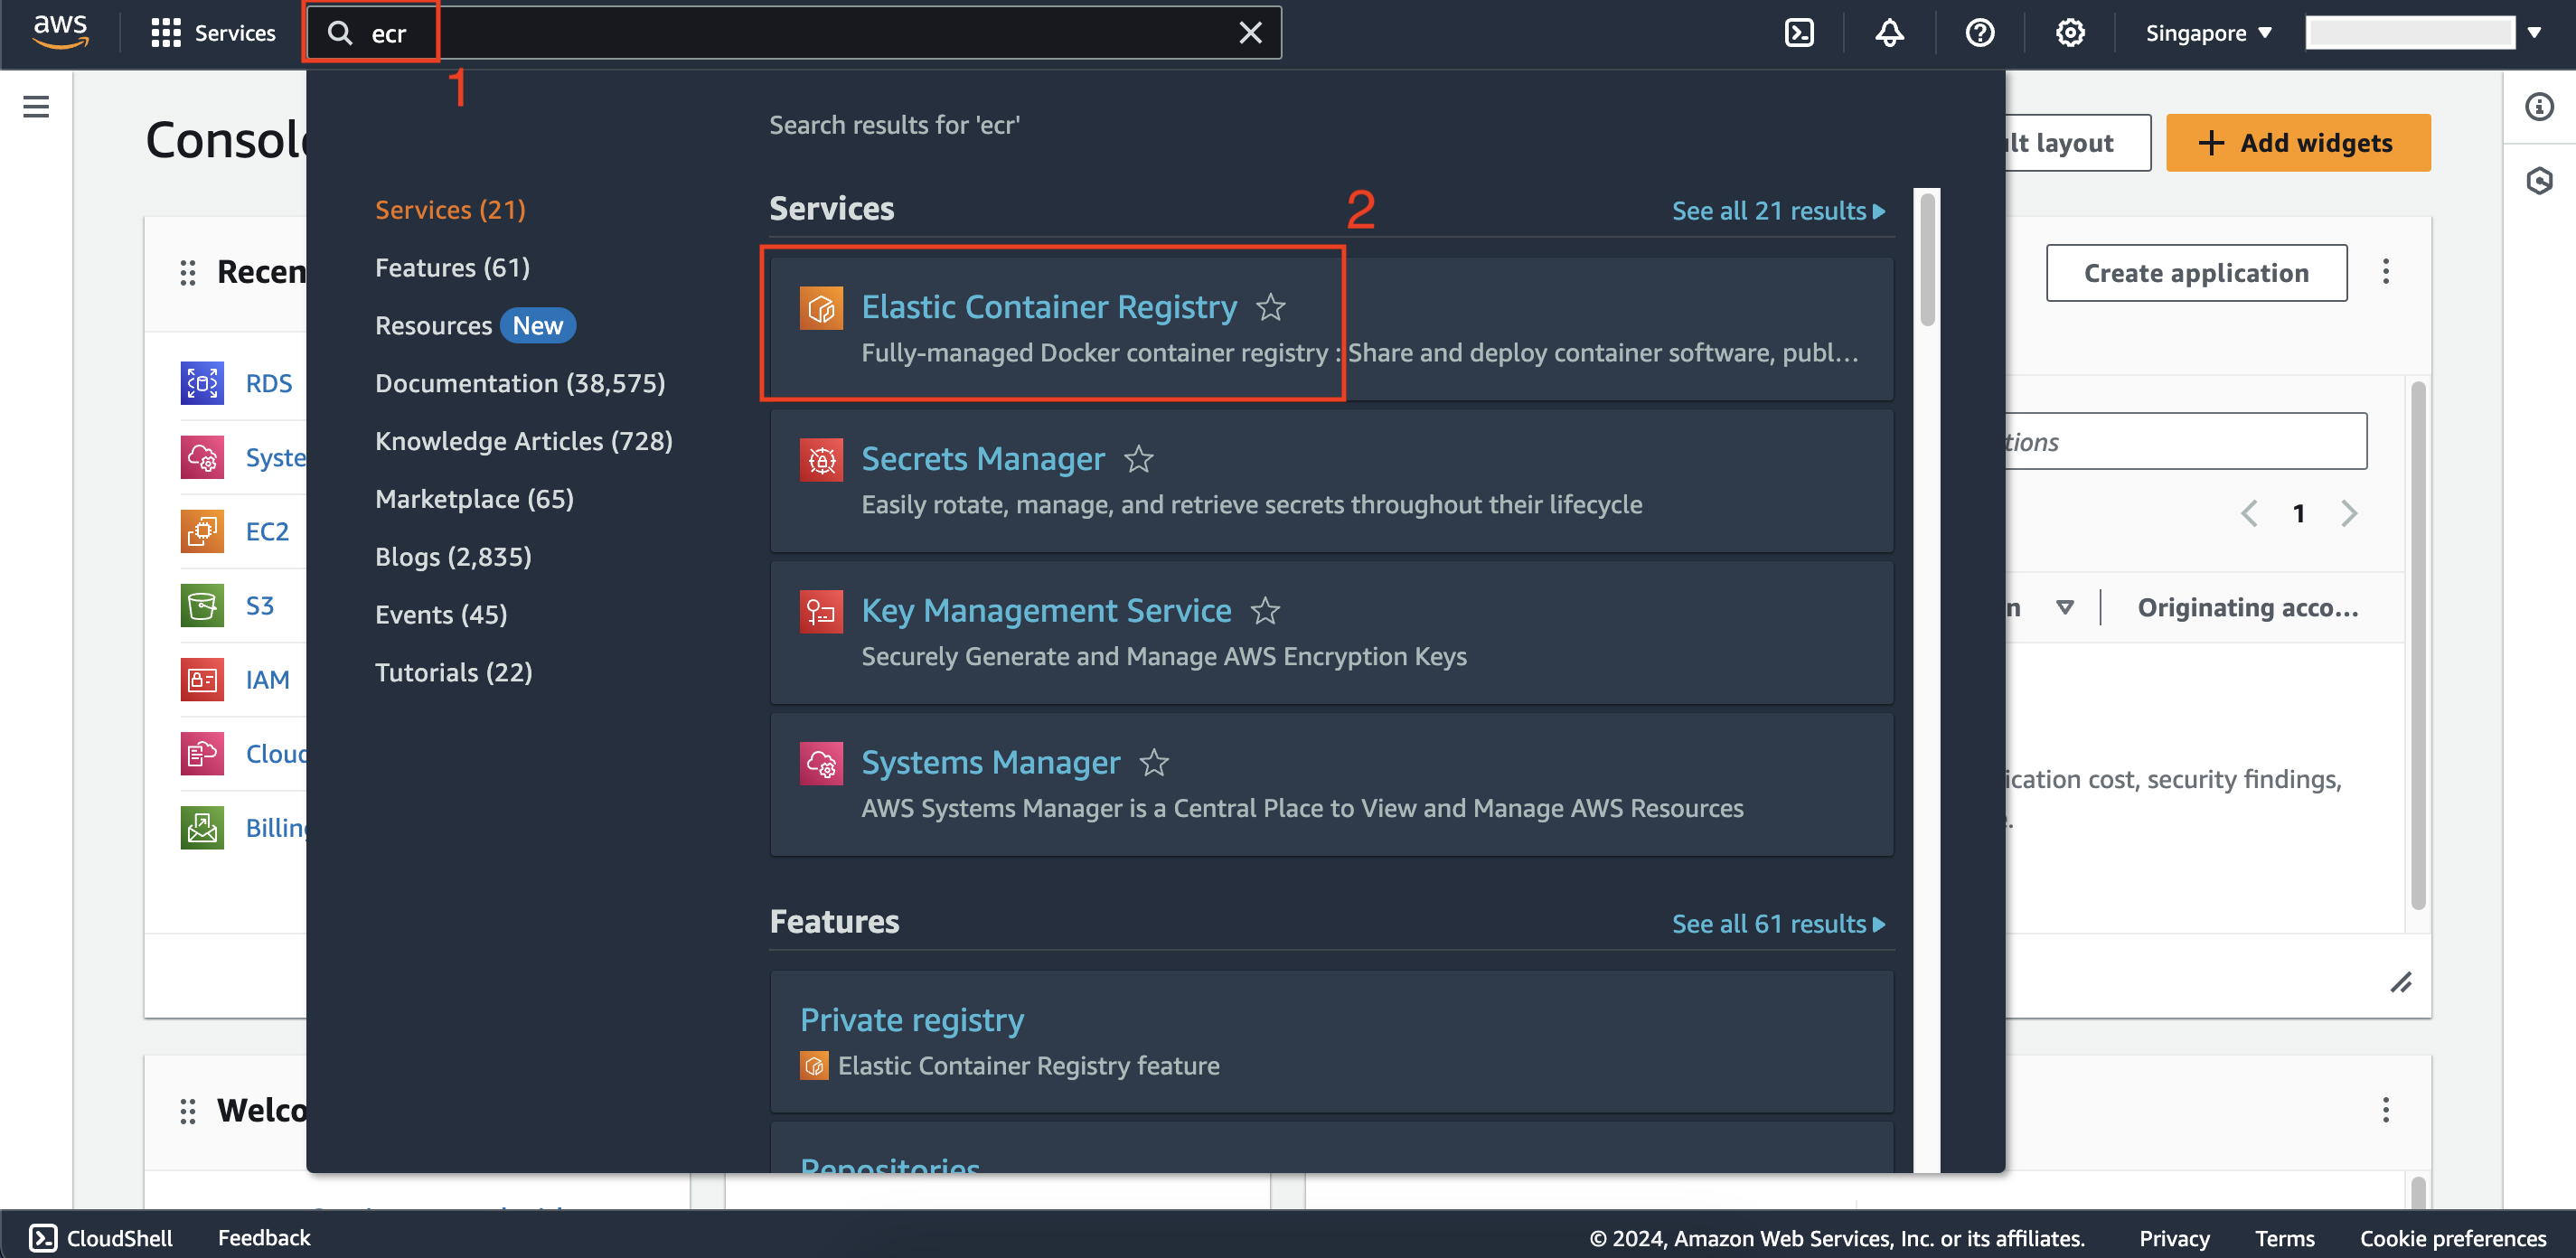 aws
Services
ecr
Singapore
1
Consol
Search results for 'ecr'
lt layout
+ Add widgets
Services (21)
Features (61)
Resources New
Documentation (38,575)
Knowledge Articles (728)
Marketplace (65)
Blogs (2,835)
Events (45)
Tutorials (22)
Services
2
See all 21 results
Elastic Container Registry
Fully-managed Docker container registry : Share and deploy container software, publ...
Secrets Manager
Easily rotate, manage, and retrieve secrets throughout their lifecycle
Key Management Service
Securely Generate and Manage AWS Encryption Keys
Systems Manager
AWS Systems Manager is a Central Place to View and Manage AWS Resources
Features
See all 61 results
Private registry
Elastic Container Registry feature
Repositories
Recen
RDS
Syste
EC2
S3
IAM
Cloud
Billing
Create application
tions
1
n
Originating acco...
ication cost, security findings,
e.
Welco
CloudShell
Feedback
© 2024, Amazon Web Services, Inc. or its affiliates.
Privacy
Terms
Cookie preferences